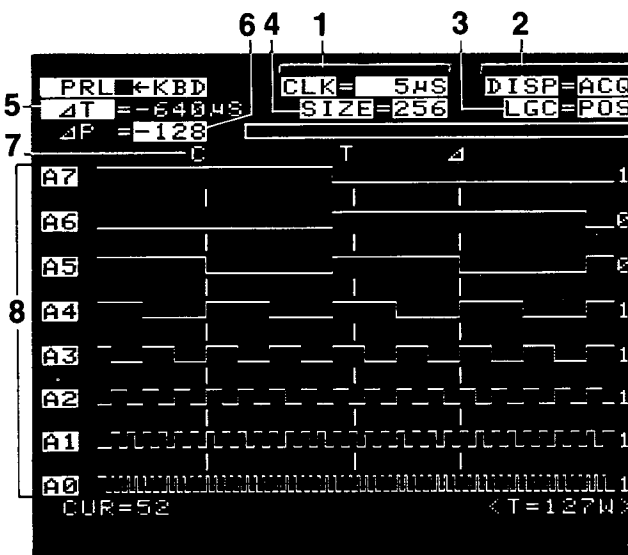 6 4 1 3 2
PRL ←KBD CLK= 5µS DISP=ACQ
5 ⊿T =-640µS SIZE=256 LGC=POS
⊿P =-128
7 C T ⊿
A7 1
A6 0
A5 0
8 A4 1
A3 1
A2 1
A1 1
A0 1
CUR=52 <T=127W>